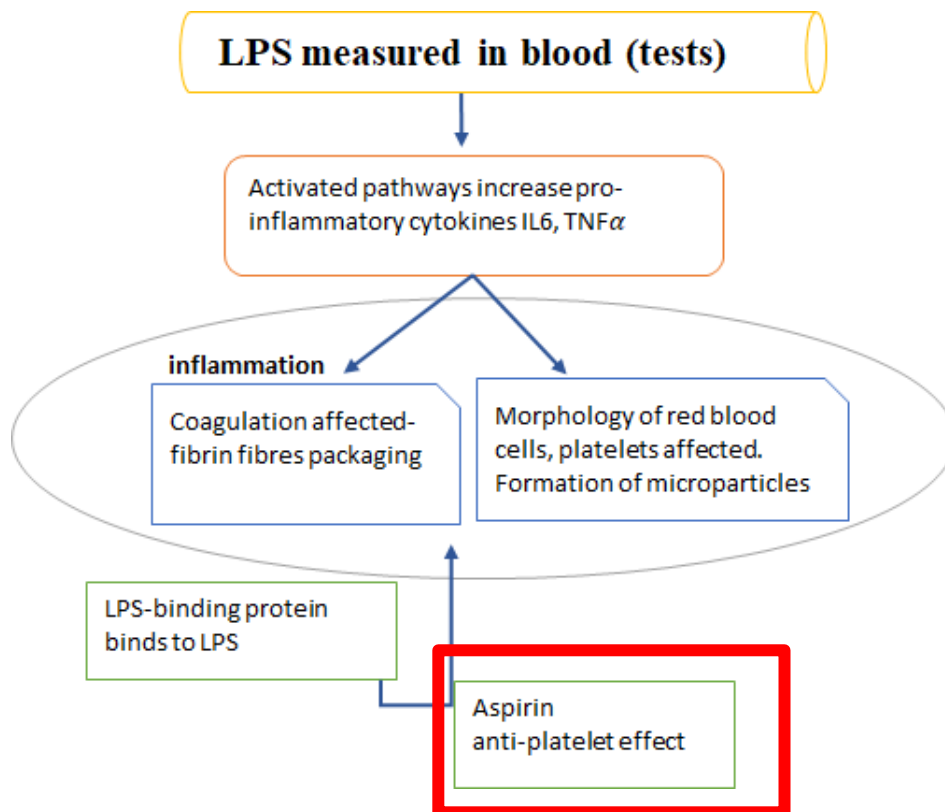 LPS measured in blood (tests)
Activated pathways increase pro-
inflammatory cytokines IL6, TNFα
inflammation
Coagulation affected-
fibrin fibres packaging
Morphology of red blood
cells, platelets affected.
Formation of microparticles
LPS-binding protein
binds to LPS
Aspirin
anti-platelet effect